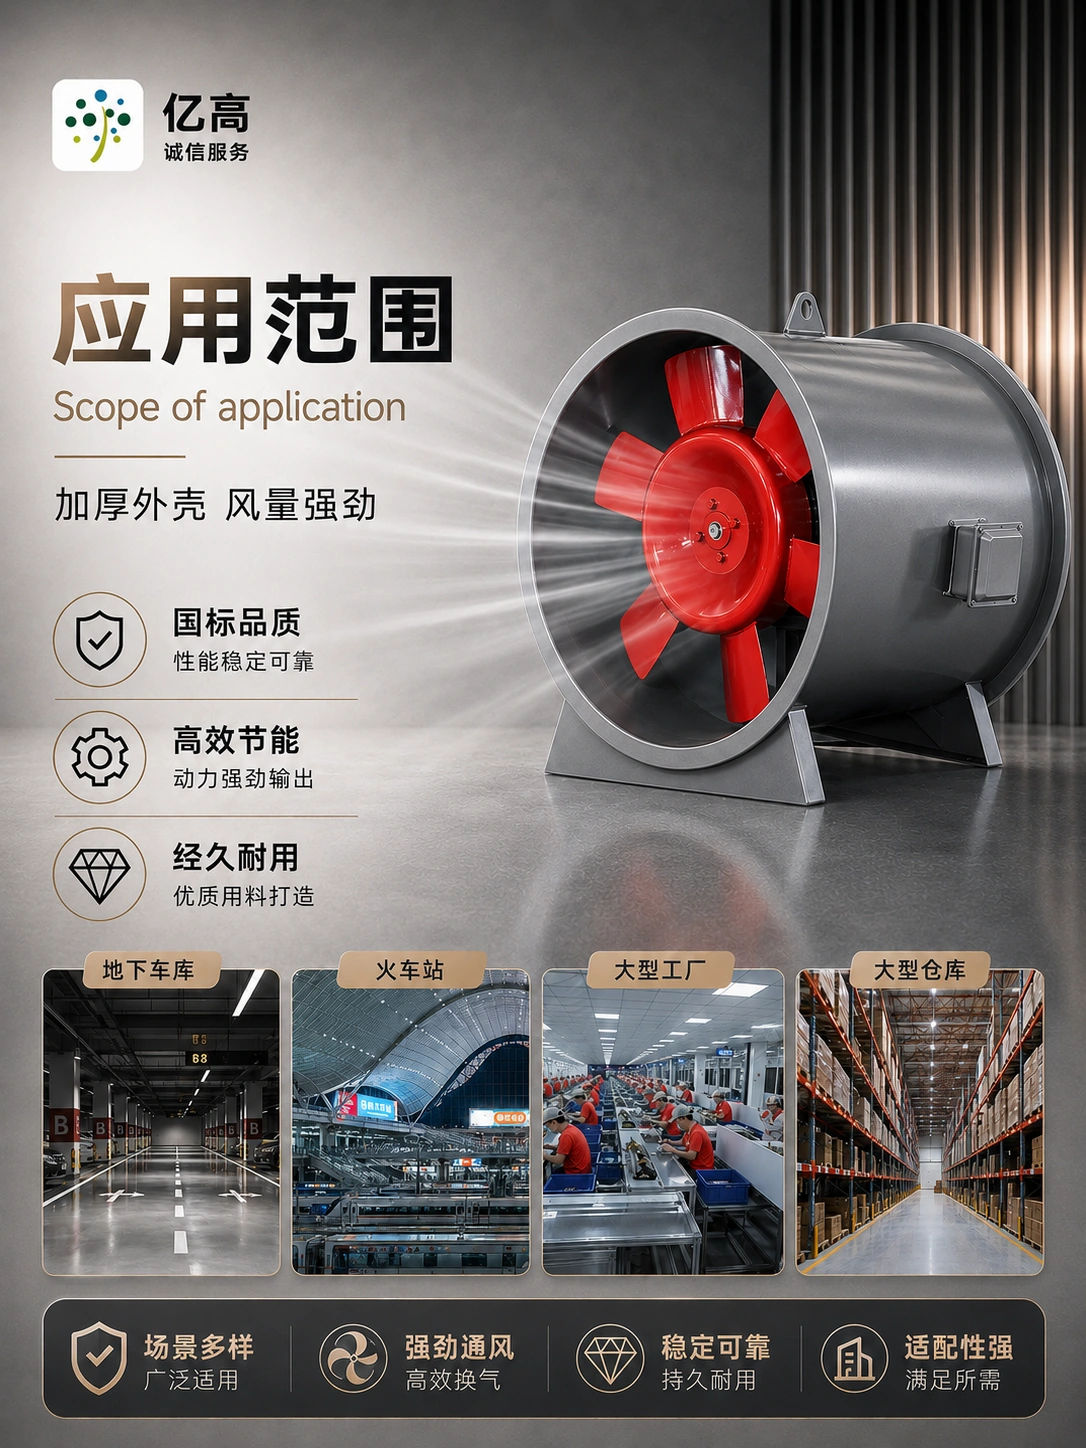 亿高
诚信服务
应用范围
Scope of application
加厚外壳 风量强劲
国标品质
性能稳定可靠
高效节能
动力强劲输出
经久耐用
优质用料打造
地下车库
火车站
大型工厂
大型仓库
B
B
B
场景多样
广泛适用
强劲通风
高效换气
稳定可靠
持久耐用
适配性强
满足所需